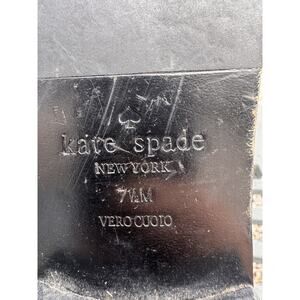 kate spade
NEW YORK
7½M
VERO CUOIO